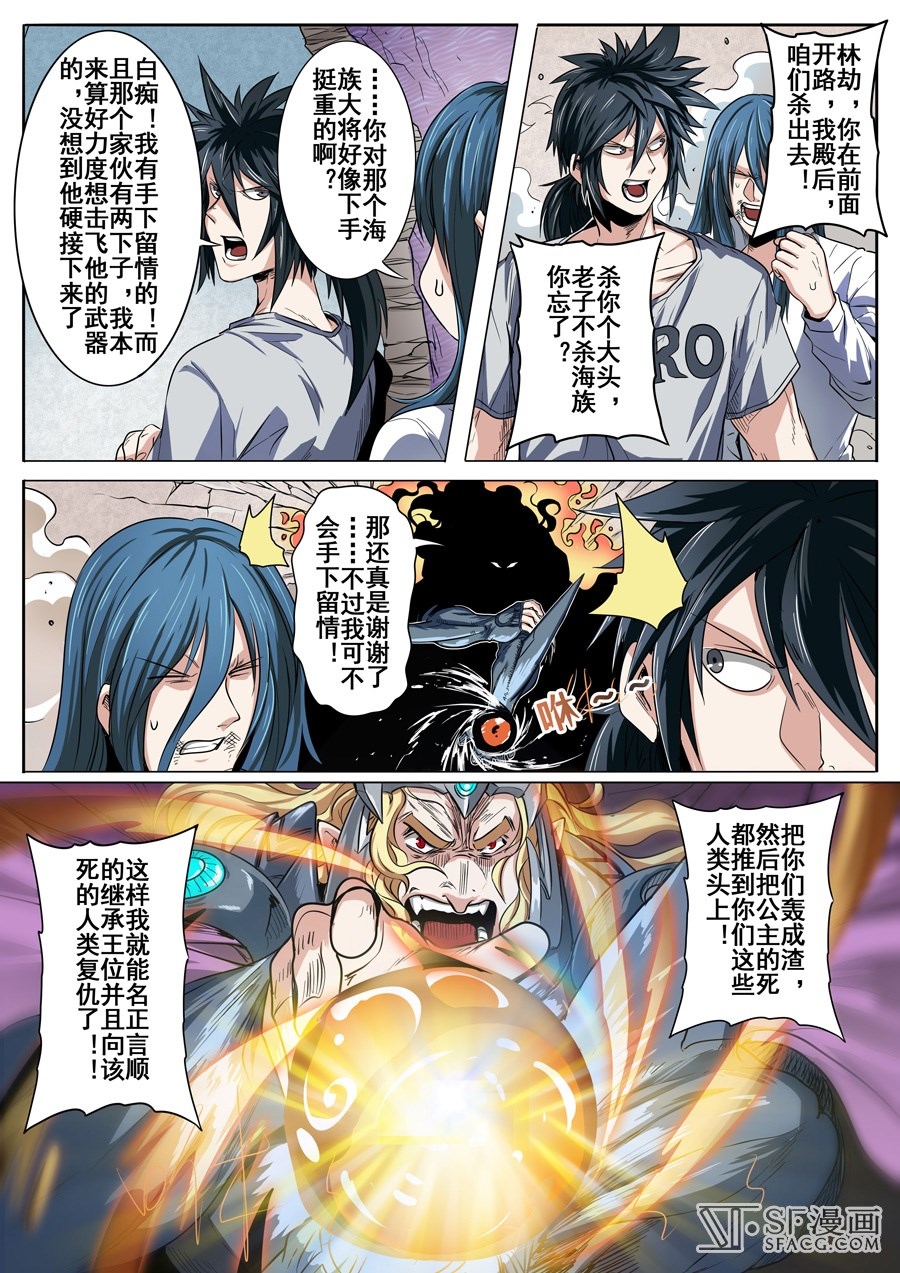 林劫，你在前面
开路，我殿后，
咱们杀出去！
杀你个大头，
老子不杀海族
你忘了？
RO
……你对那个海
族大将好像下手
挺重的啊？
白痴！我有手下留情的！而
且那个家伙有两下子，我本
来算好力度想击飞他的武器
的，没想到他硬接下来了
那还真是谢谢了
……不过我可不
会手下留情！
咻～～
把你们轰成渣，
然后把公主的死
都推到你们这些
人类头上！
这样我就能名正言顺
的继承王位并且向该
死的人类复仇了！
SF漫画
SFACG.COM